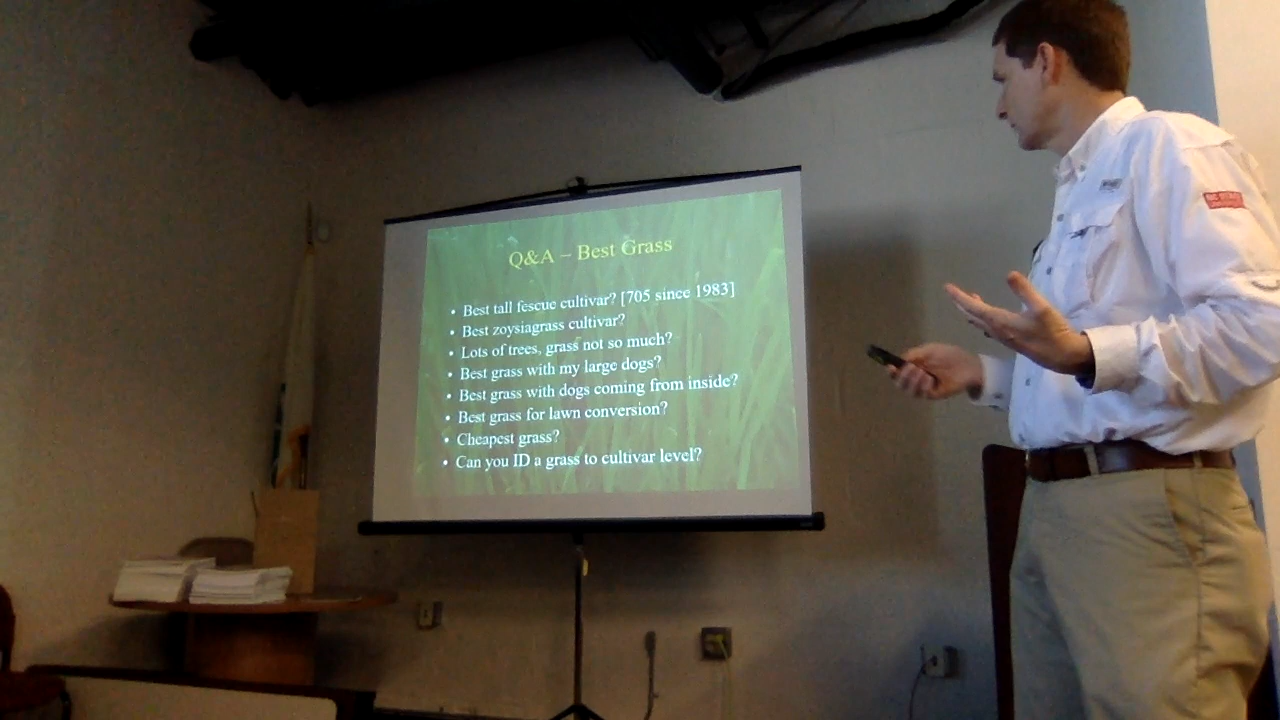 Q&A – Best Grass
• Best tall fescue cultivar? [705 since 1983]
• Best zoysiagrass cultivar?
• Lots of trees, grass not so much?
• Best grass with my large dogs?
• Best grass with dogs coming from inside?
• Best grass for lawn conversion?
• Cheapest grass?
• Can you ID a grass to cultivar level?